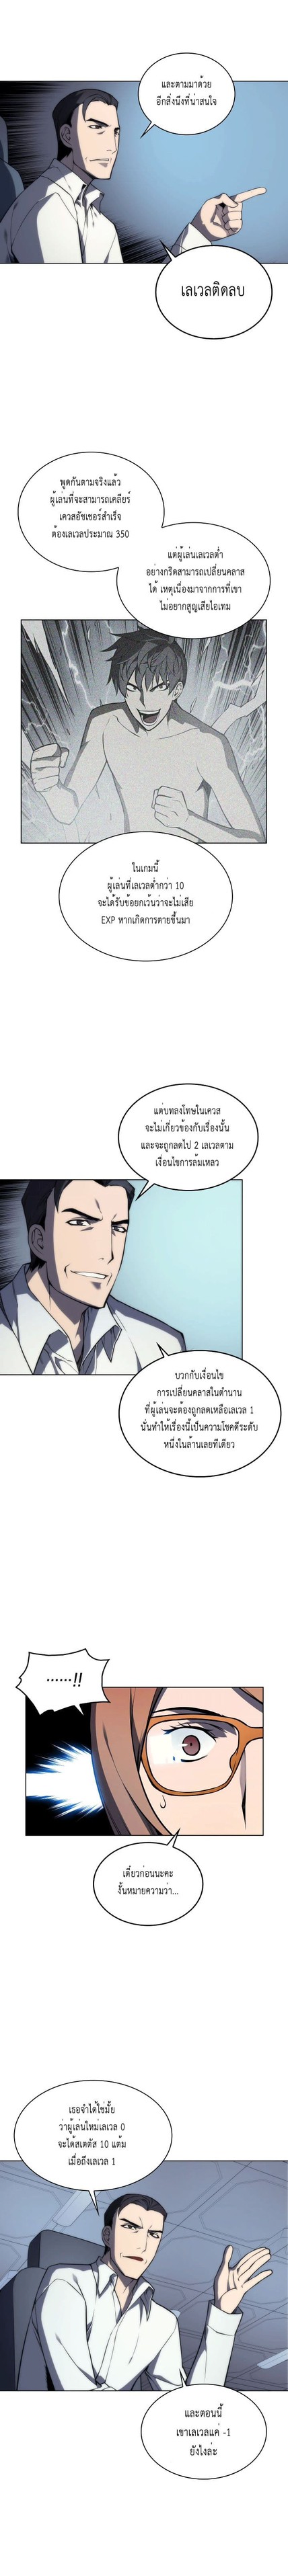 และตามมาด้วย
อีกสิ่งนึงที่น่าสนใจ
เลเวลติดลบ
พูดกันตามจริงแล้ว
ผู้เล่นที่จะสามารถเคลียร์
เควสอัชเชอร์สำเร็จ
ต้องเลเวลประมาณ 350
แต่ผู้เล่นเลเวลต่ำ
อย่างกริดสามารถเปลี่ยนคลาส
ได้ เหตุเนื่องมาจากการที่เขา
ไม่อยากสูญเสียไอเทม
ในเกมนี้
ผู้เล่นที่เลเวลต่ำกว่า 10
จะได้รับข้อยกเว้นว่าจะไม่เสีย
EXP หากเกิดการตายขึ้นมา
แต่บทลงโทษในเควส
จะไม่เกี่ยวข้องกับเรื่องนั้น
และจะถูกลดไป 2 เลเวลตาม
เงื่อนไขการล้มเหลว
บวกกับเงื่อนไข
การเปลี่ยนคลาสในตำนาน
ที่ผู้เล่นจะต้องถูกลดเหลือเลเวล 1
นั่นทำให้เรื่องนี้เป็นความโชคดีระดับ
หนึ่งในล้านเลยทีเดียว
......!!
เดี๋ยวก่อนนะคะ
งั้นหมายความว่า...
เธอจำได้ใช่มั้ย
ว่าผู้เล่นใหม่เลเวล 0
จะได้สเตตัส 10 แต้ม
เมื่อถึงเลเวล 1
และตอนนี้
เขาเลเวลแค่ -1
ยังไงล่ะ